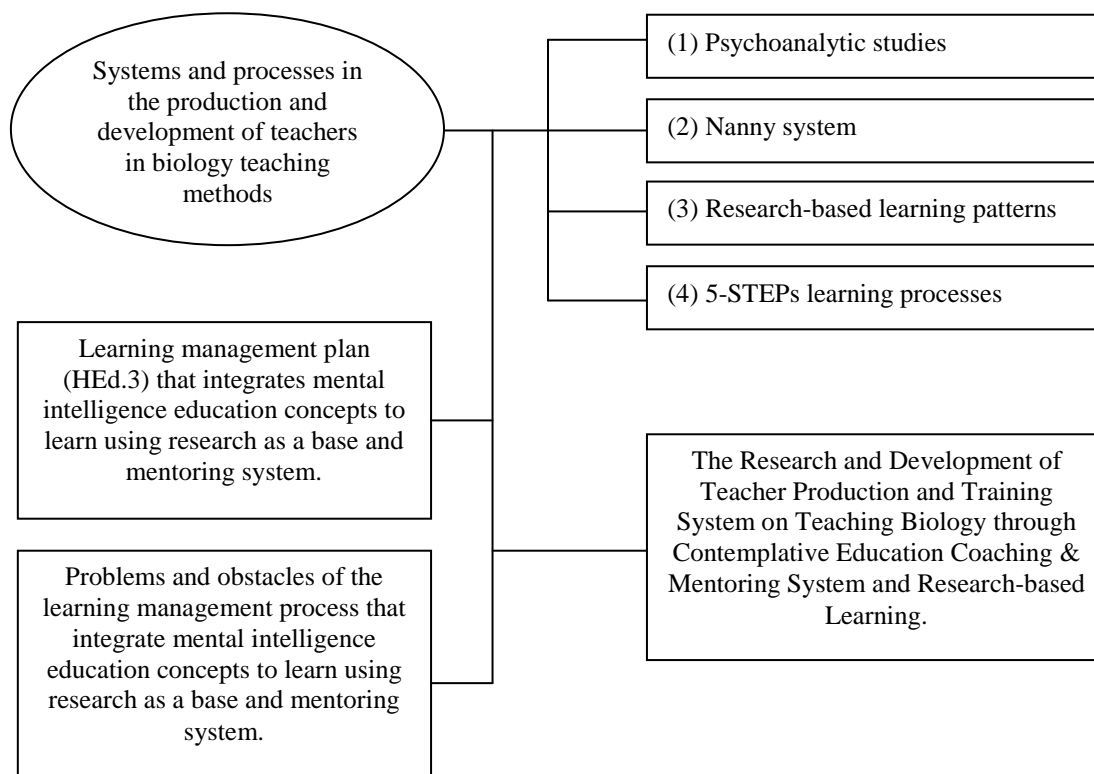 Systems and processes in
the production and
development of teachers
in biology teaching
methods
(1) Psychoanalytic studies
(2) Nanny system
(3) Research-based learning patterns
(4) 5-STEPs learning processes
Learning management plan
(HEd.3) that integrates mental
intelligence education concepts to
learn using research as a base and
mentoring system.
Problems and obstacles of the
learning management process that
integrate mental intelligence
education concepts to learn using
research as a base and mentoring
system.
The Research and Development of
Teacher Production and Training
System on Teaching Biology through
Contemplative Education Coaching &
Mentoring System and Research-based
Learning.